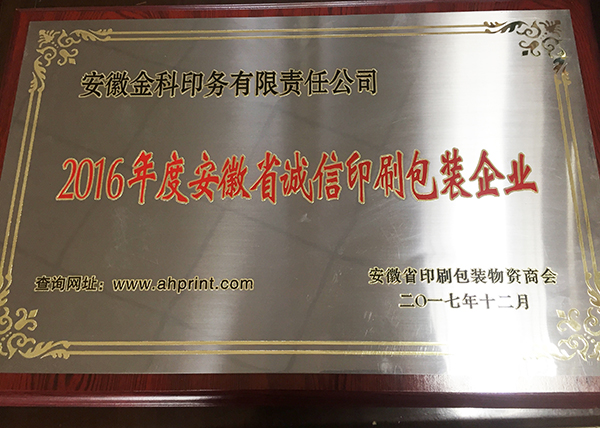 安徽金科印务有限责任公司
2016年度安徽省诚信印刷包装企业
查询网址：www.ahprint.com
安徽省印刷包装物资商会
二〇一七年十二月